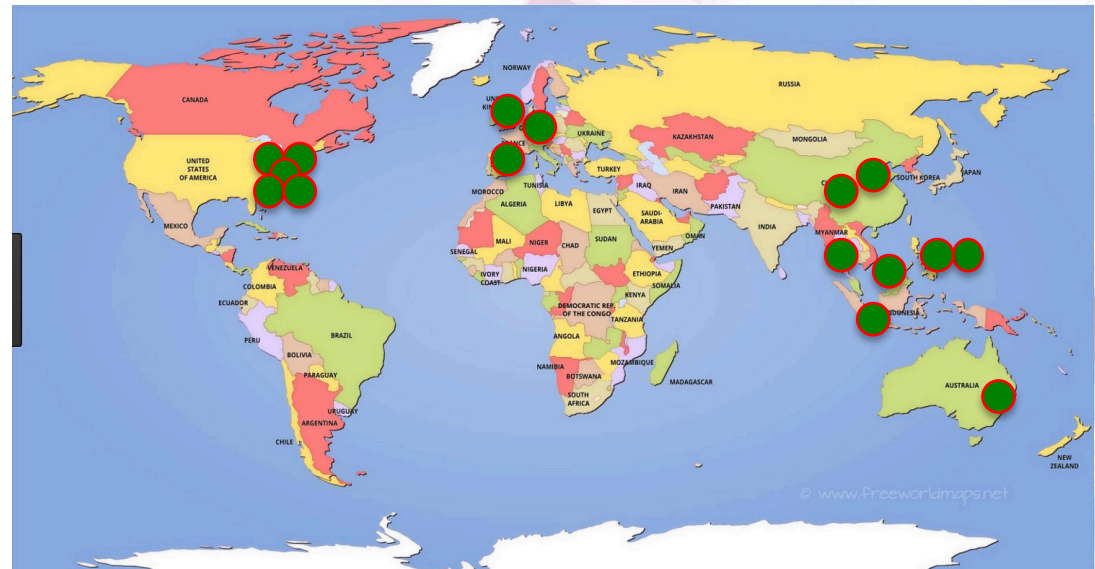 NORWAY
RUSSIA
CANADA
UN
KIN
UKRAINE
KAZAKHSTAN
MONGOLIA
UNITED
STATES
OF AMERICA
TURKEY
SOUTH KOREA
JAPAN
MOROCCO
TUNISIA
ALGERIA
LIBYA
EGYPT
IRAQ
IRAN
PAKISTAN
SAUDI-
ARABIA
OMAN
INDIA
MYANMAR
MEXICO
MALI
NIGER
CHAD
SUDAN
YEMEN
SENEGAL
IVORY
COAST
NIGERIA
ETHIOPIA
SOMALIA
VENEZUELA
COLOMBIA
ECUADOR
KENYA
DEMOCRATIC REP.
OF THE CONGO
TANZANIA
PERU
BRAZIL
BOLIVIA
ANGOLA
NAMIBIA
BOTSWANA
MOZAMBIQUE
MADAGASCAR
PARAGUAY
SOUTH
AFRICA
AUSTRALIA
URUGUAY
ARGENTINA
CHILE
NEW
ZEALAND
© www.freeworldmaps.net